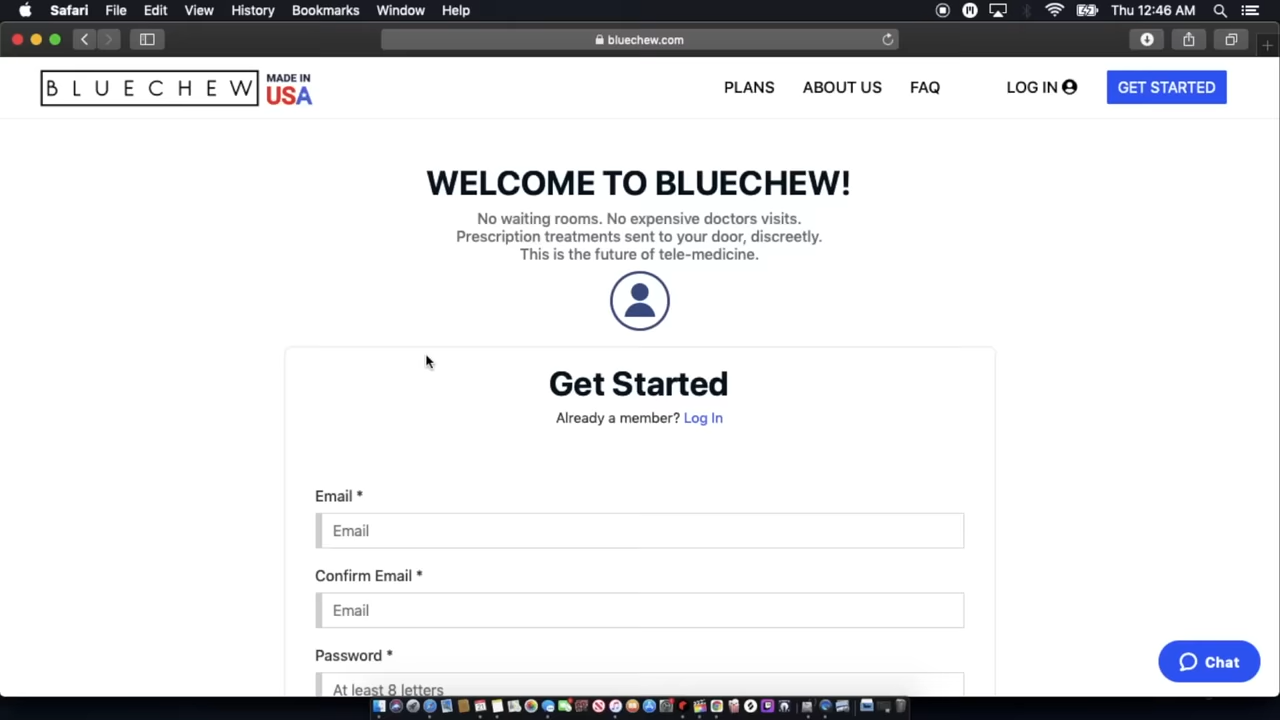 Safari File Edit View History Bookmarks Window Help Thu 12:46 AM
bluechew.com
BLUECHEW MADE IN USA PLANS ABOUT US FAQ LOG IN GET STARTED
WELCOME TO BLUECHEW!
No waiting rooms. No expensive doctors visits.
Prescription treatments sent to your door, discreetly.
This is the future of tele-medicine.
Get Started
Already a member? Log In
Email *
Email
Confirm Email *
Email
Password *
At least 8 letters
Chat